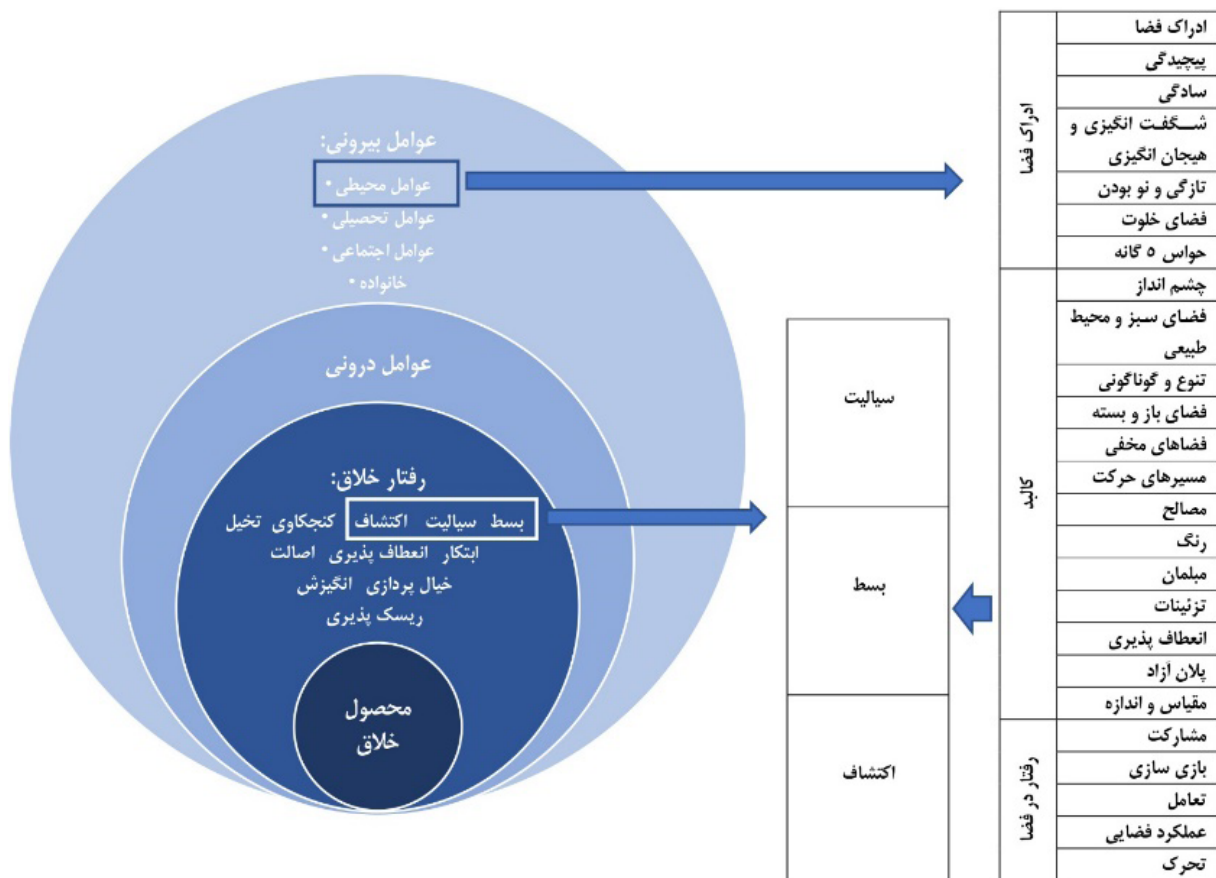 عوامل بیرونی:
عوامل محیطی •
عوامل تحصیلی •
عوامل اجتماعی •
خانواده •
عوامل درونی
رفتار خلاق:
بسط سیالیت اکتشاف کنجکاوی تخیل
ابتکار انعطاف پذیری اصالت
خیال پردازی انگیزش
ریسک پذیری
محصول
خلاق
سیالیت
بسط
اکتشاف
ادراک فضا
ادراک فضا
پیچیدگی
سادگی
شــگفت انگیزی و
هیجان انگیزی
تازگی و نو بودن
فضای خلوت
حواس ۵ گانه
کالبد
چشم انداز
فضای سبز و محیط
طبیعی
تنوع و گوناگونی
فضای باز و بسته
فضاهای مخفی
مسیرهای حرکت
مصالح
رنگ
مبلمان
تزئینات
انعطاف پذیری
پلان آزاد
مقیاس و اندازه
رفتار در فضا
مشارکت
بازی سازی
تعامل
عملکرد فضایی
تحرک